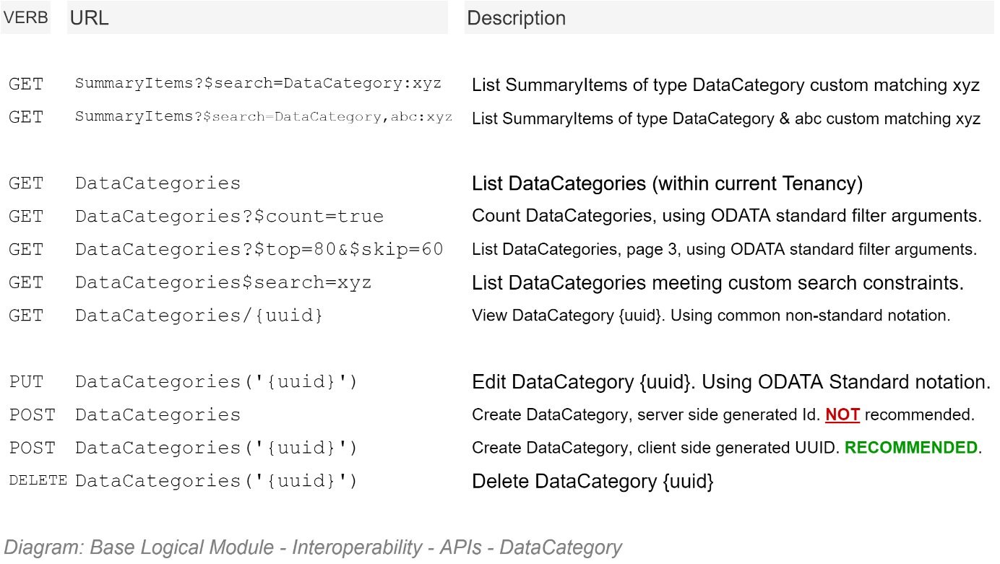 VERB URL Description
GET SummaryItems?$search=DataCategory:xyz List SummaryItems of type DataCategory custom matching xyz
GET SummaryItems?$search=DataCategory,abc:xyz List SummaryItems of type DataCategory & abc custom matching xyz
GET DataCategories List DataCategories (within current Tenancy)
GET DataCategories?$count=true Count DataCategories, using ODATA standard filter arguments.
GET DataCategories?$top=80&$skip=60 List DataCategories, page 3, using ODATA standard filter arguments.
GET DataCategories$search=xyz List DataCategories meeting custom search constraints.
GET DataCategories/{uuid} View DataCategory {uuid}. Using common non-standard notation.
PUT DataCategories('{uuid}') Edit DataCategory {uuid}. Using ODATA Standard notation.
POST DataCategories Create DataCategory, server side generated Id. NOT recommended.
POST DataCategories('{uuid}') Create DataCategory, client side generated UUID. RECOMMENDED.
DELETE DataCategories('{uuid}') Delete DataCategory {uuid}
Diagram: Base Logical Module - Interoperability - APIs - DataCategory